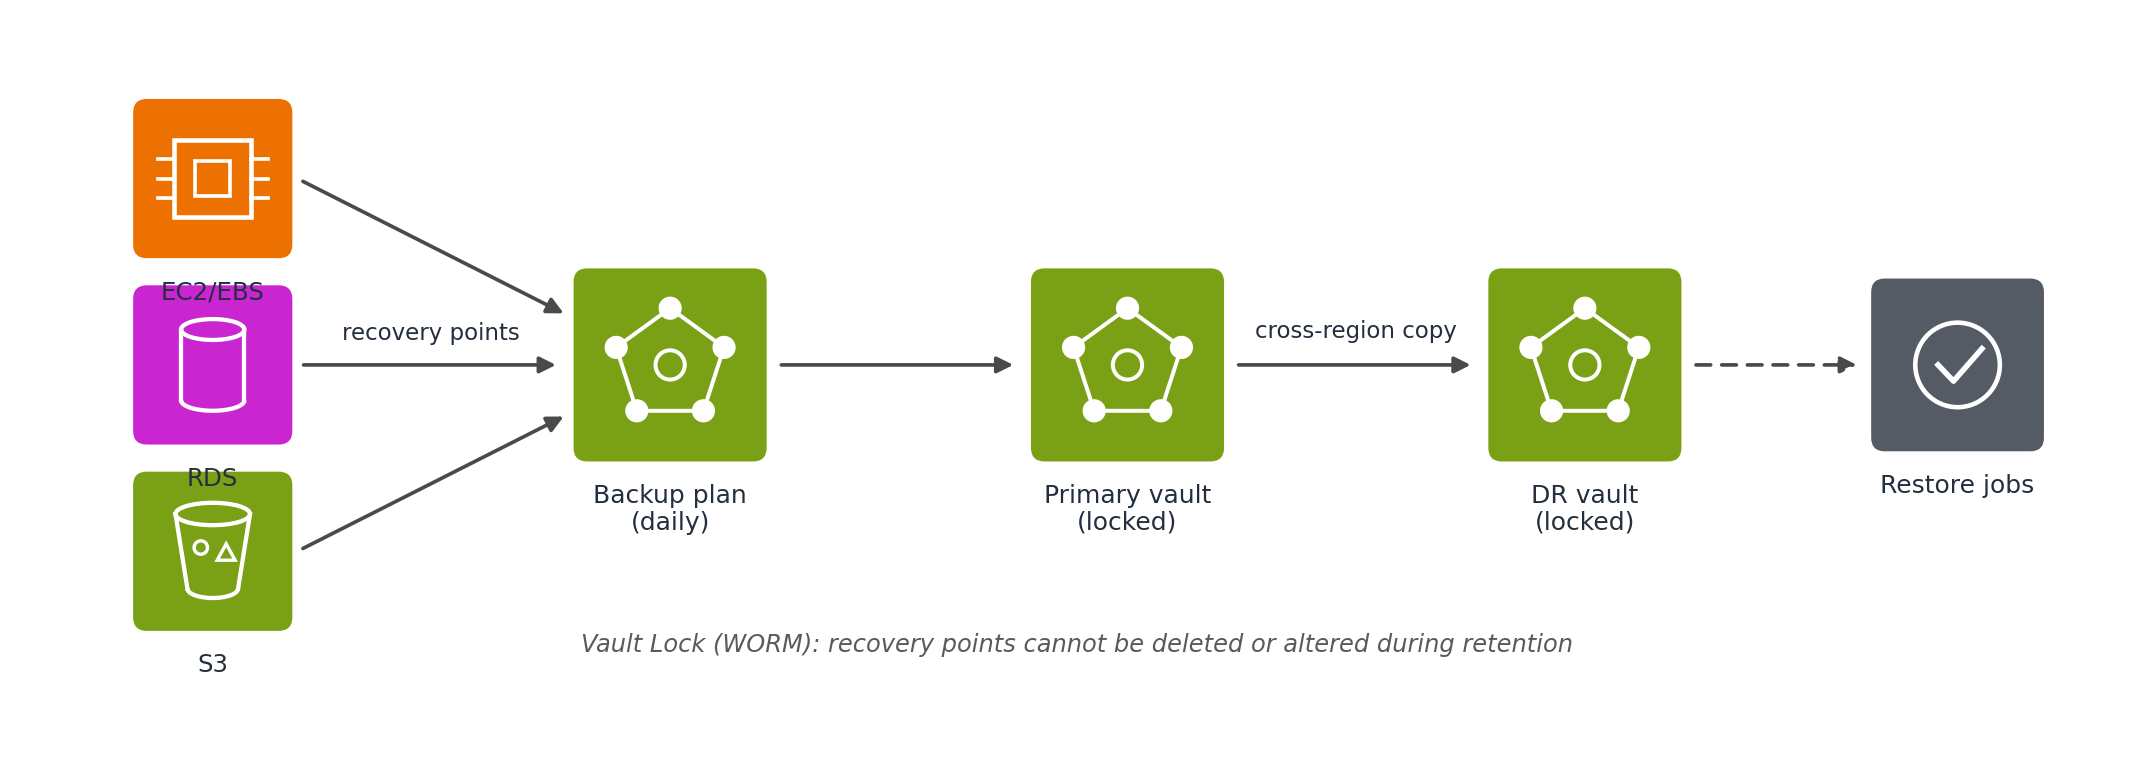 EC2/EBS
recovery points
cross-region copy
RDS
Backup plan
(daily)
Primary vault
(locked)
DR vault
(locked)
Restore jobs
S3
Vault Lock (WORM): recovery points cannot be deleted or altered during retention